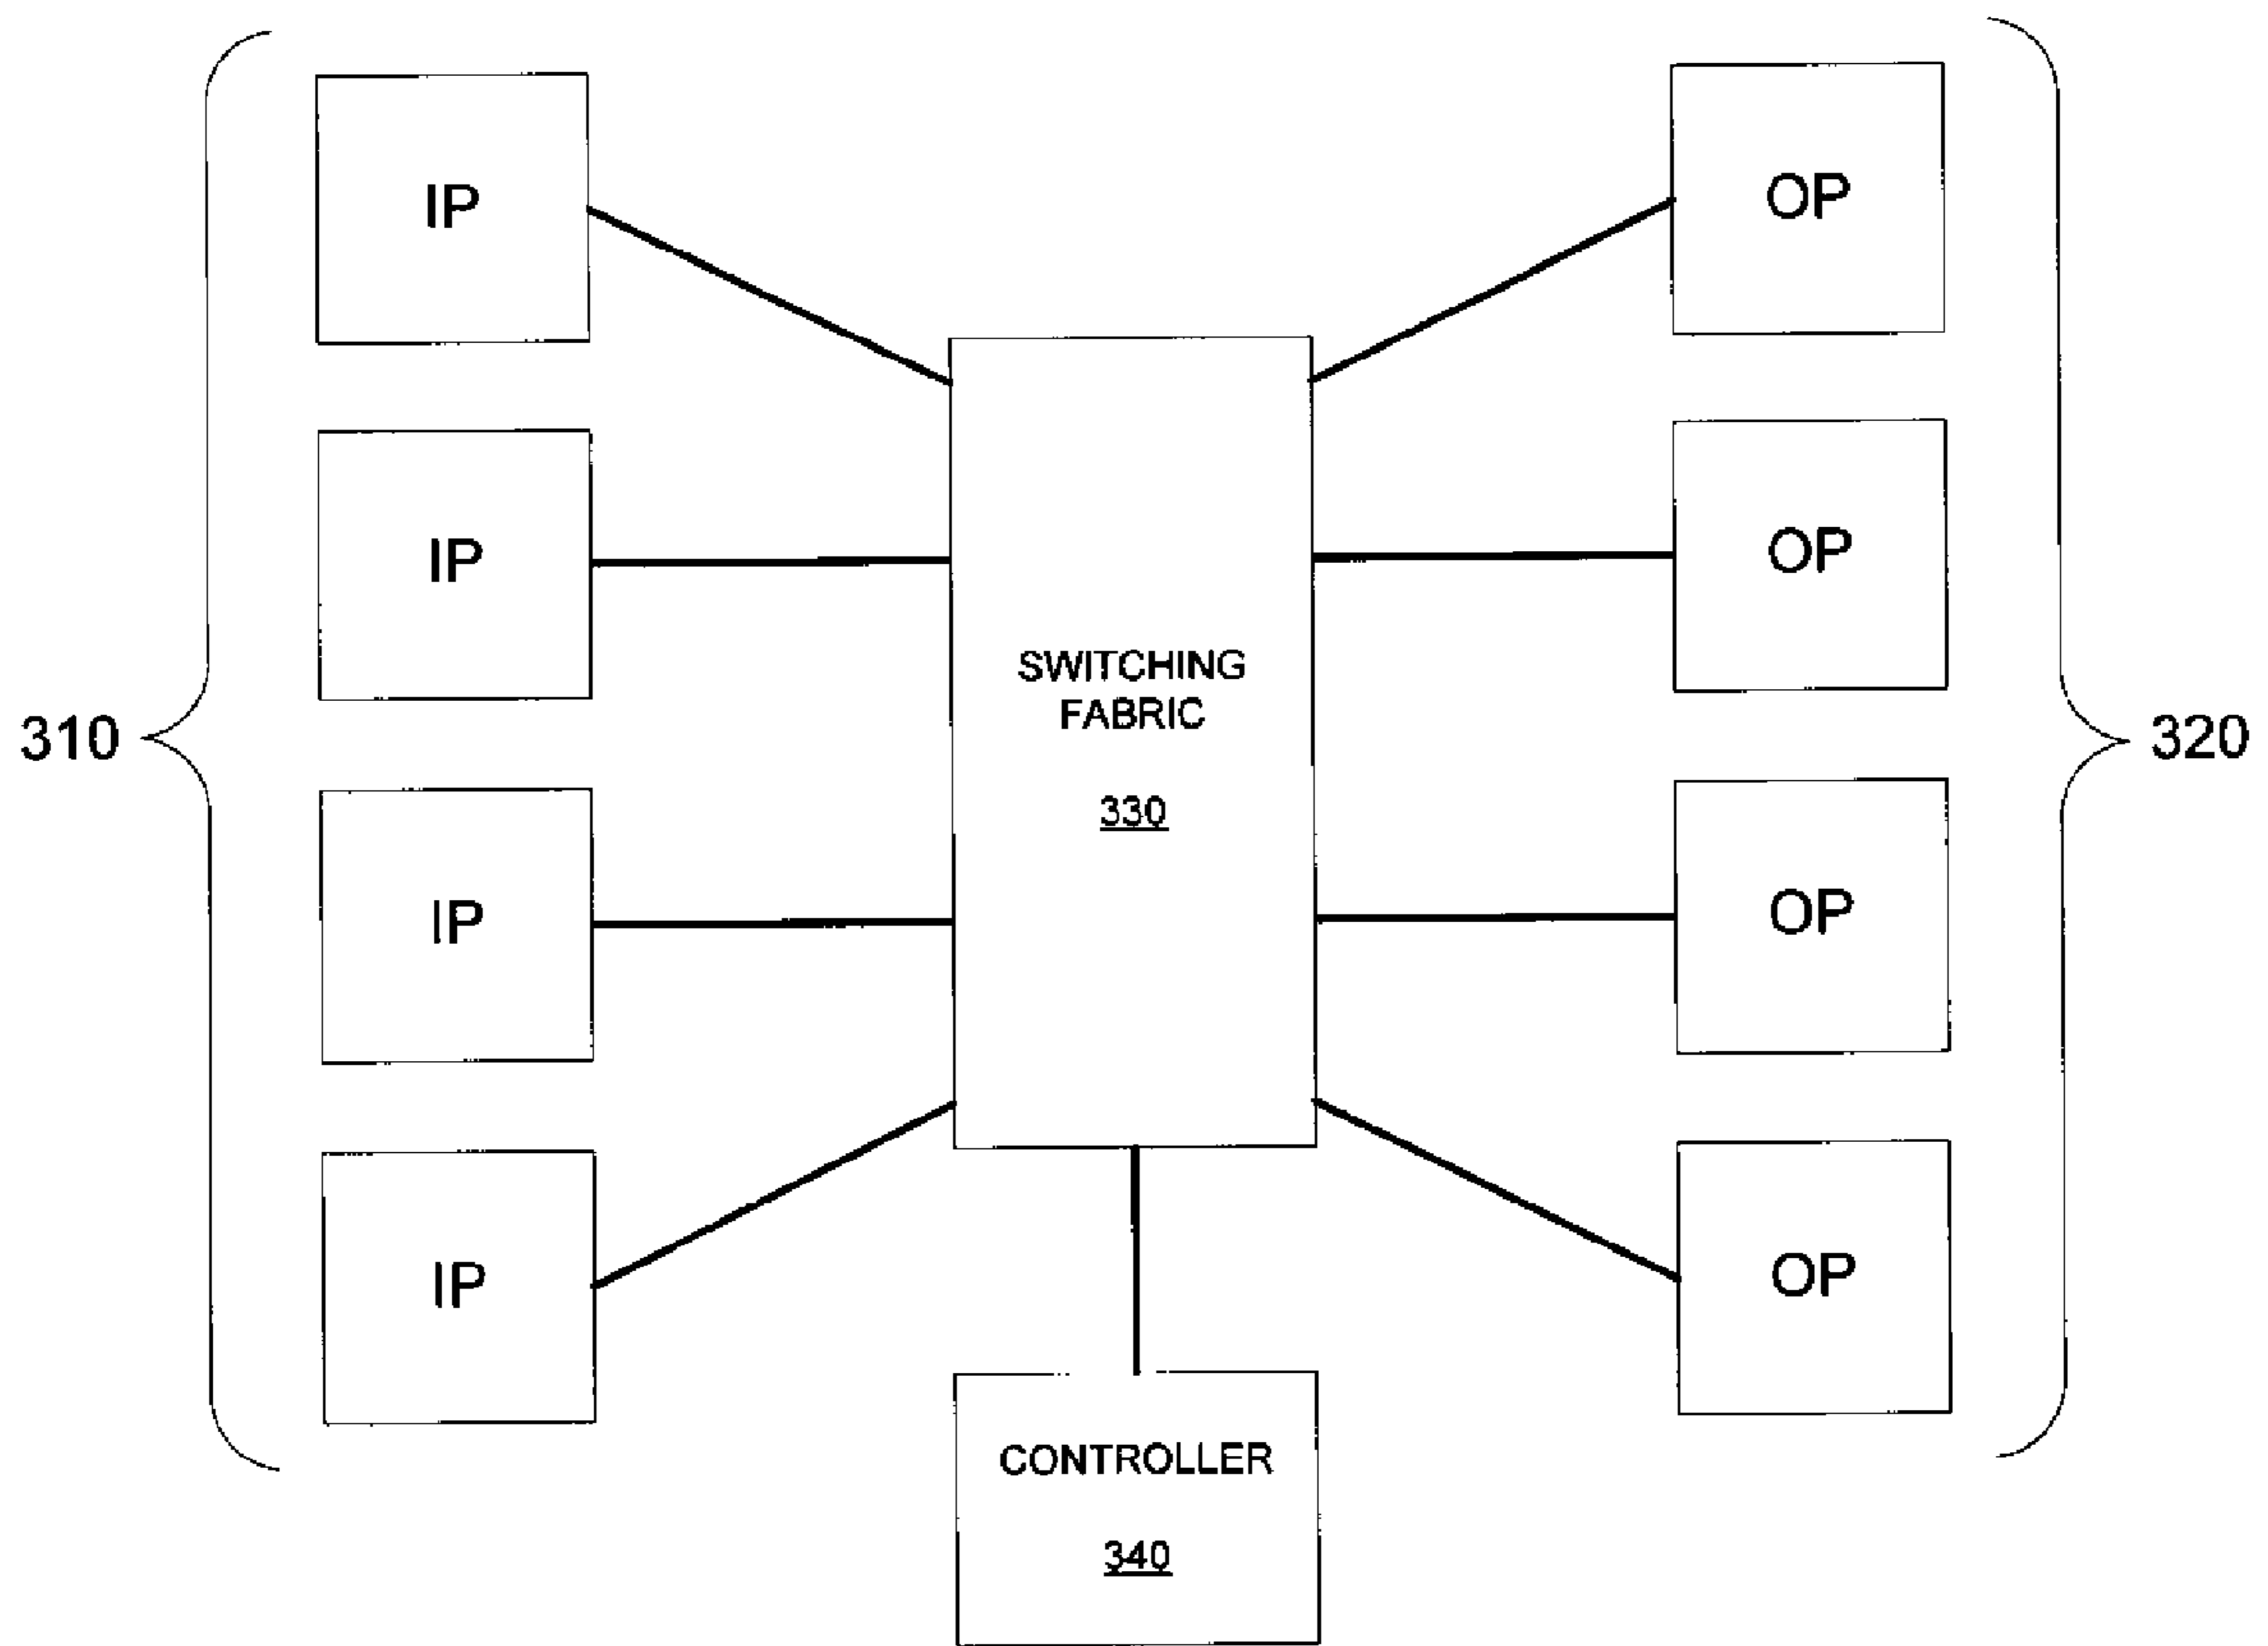 IP
OP
IP
OP
SWITCHING
FABRIC
310
320
330
IP
OP
IP
OP
CONTROLLER
340